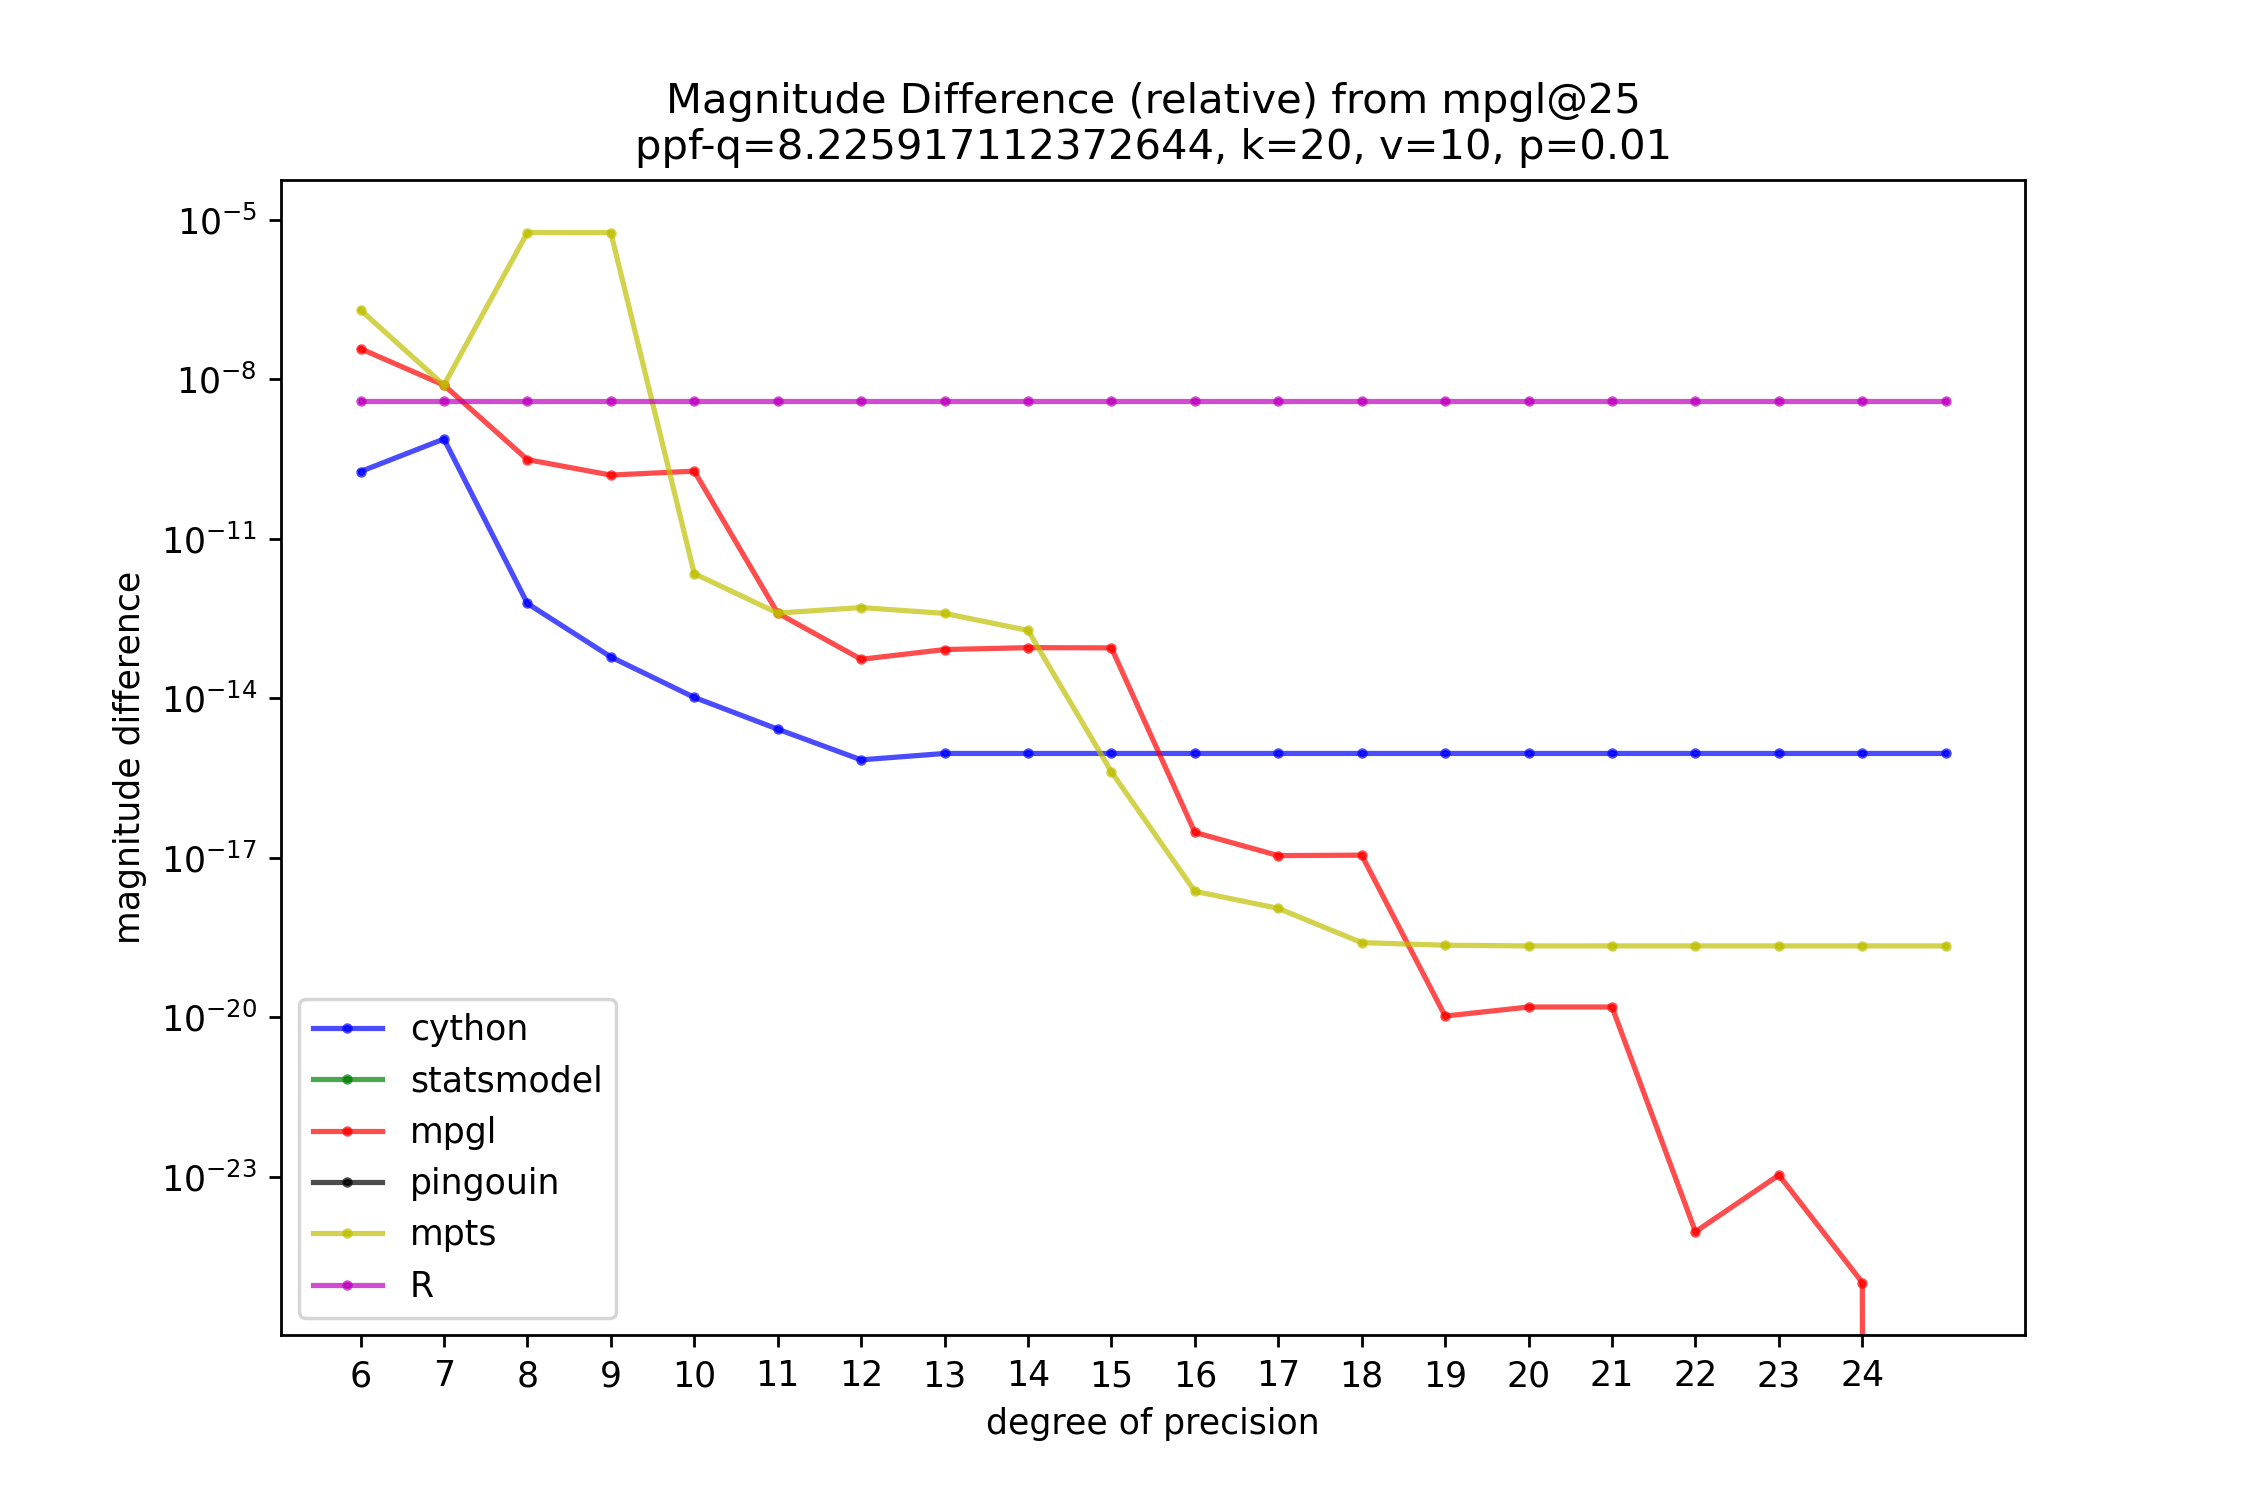 Magnitude Difference (relative) from mpgl@25
ppf-q=8.225917112372644, k=20, v=10, p=0.01
magnitude difference
10⁻⁵
10⁻⁸
10⁻¹¹
10⁻¹⁴
10⁻¹⁷
10⁻²⁰
10⁻²³
cython
statsmodel
mpgl
pingouin
mpts
R
6 7 8 9 10 11 12 13 14 15 16 17 18 19 20 21 22 23 24
degree of precision